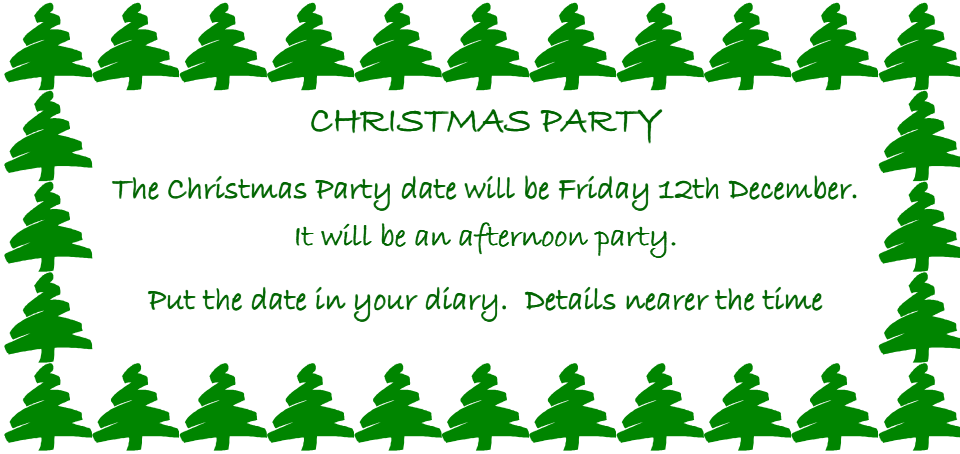 CHRISTMAS PARTY
The Christmas Party date will be Friday 12th December.
It will be an afternoon party.
Put the date in your diary.  Details nearer the time